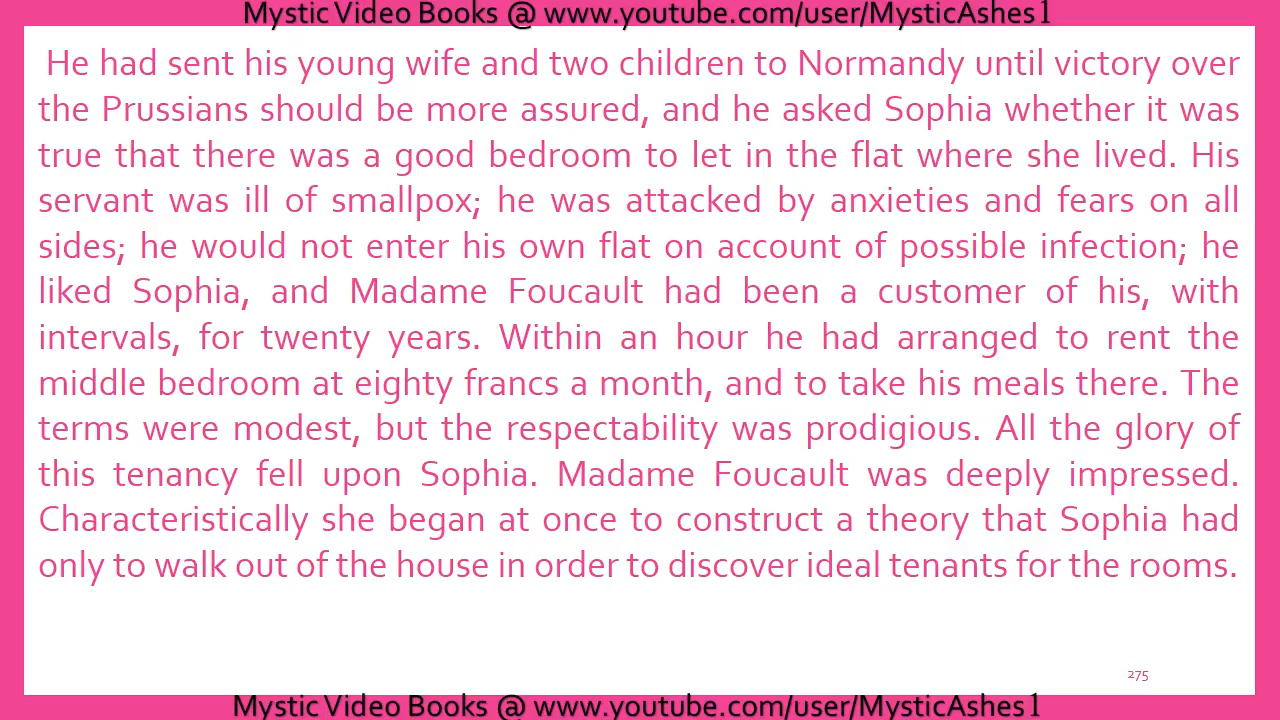 Mystic Video Books @ www.youtube.com/user/MysticAshes1
He had sent his young wife and two children to Normandy until victory over
the Prussians should be more assured, and he asked Sophia whether it was
true that there was a good bedroom to let in the flat where she lived. His
servant was ill of smallpox; he was attacked by anxieties and fears on all
sides; he would not enter his own flat on account of possible infection; he
liked Sophia, and Madame Foucault had been a customer of his, with
intervals, for twenty years. Within an hour he had arranged to rent the
middle bedroom at eighty francs a month, and to take his meals there. The
terms were modest, but the respectability was prodigious. All the glory of
this tenancy fell upon Sophia. Madame Foucault was deeply impressed.
Characteristically she began at once to construct a theory that Sophia had
only to walk out of the house in order to discover ideal tenants for the rooms.
275
Mystic Video Books @ www.youtube.com/user/MysticAshes1